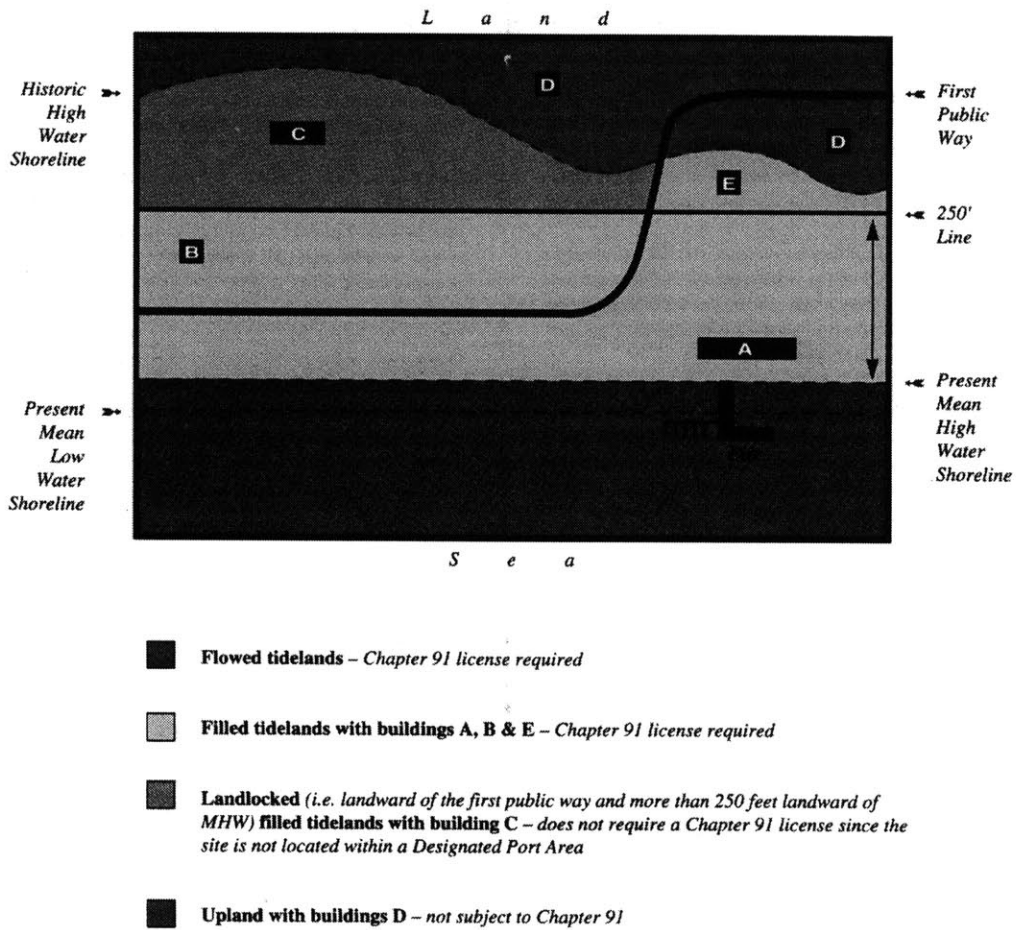 L a n d
Historic
High
Water
Shoreline
D
First
Public
Way
C
D
E
250'
Line
B
A
Present
Mean
Low
Water
Shoreline
Present
Mean
High
Water
Shoreline
S e a
Flowed tidelands – Chapter 91 license required
Filled tidelands with buildings A, B & E – Chapter 91 license required
Landlocked (i.e. landward of the first public way and more than 250 feet landward of
MHW) filled tidelands with building C – does not require a Chapter 91 license since the
site is not located within a Designated Port Area
Upland with buildings D – not subject to Chapter 91